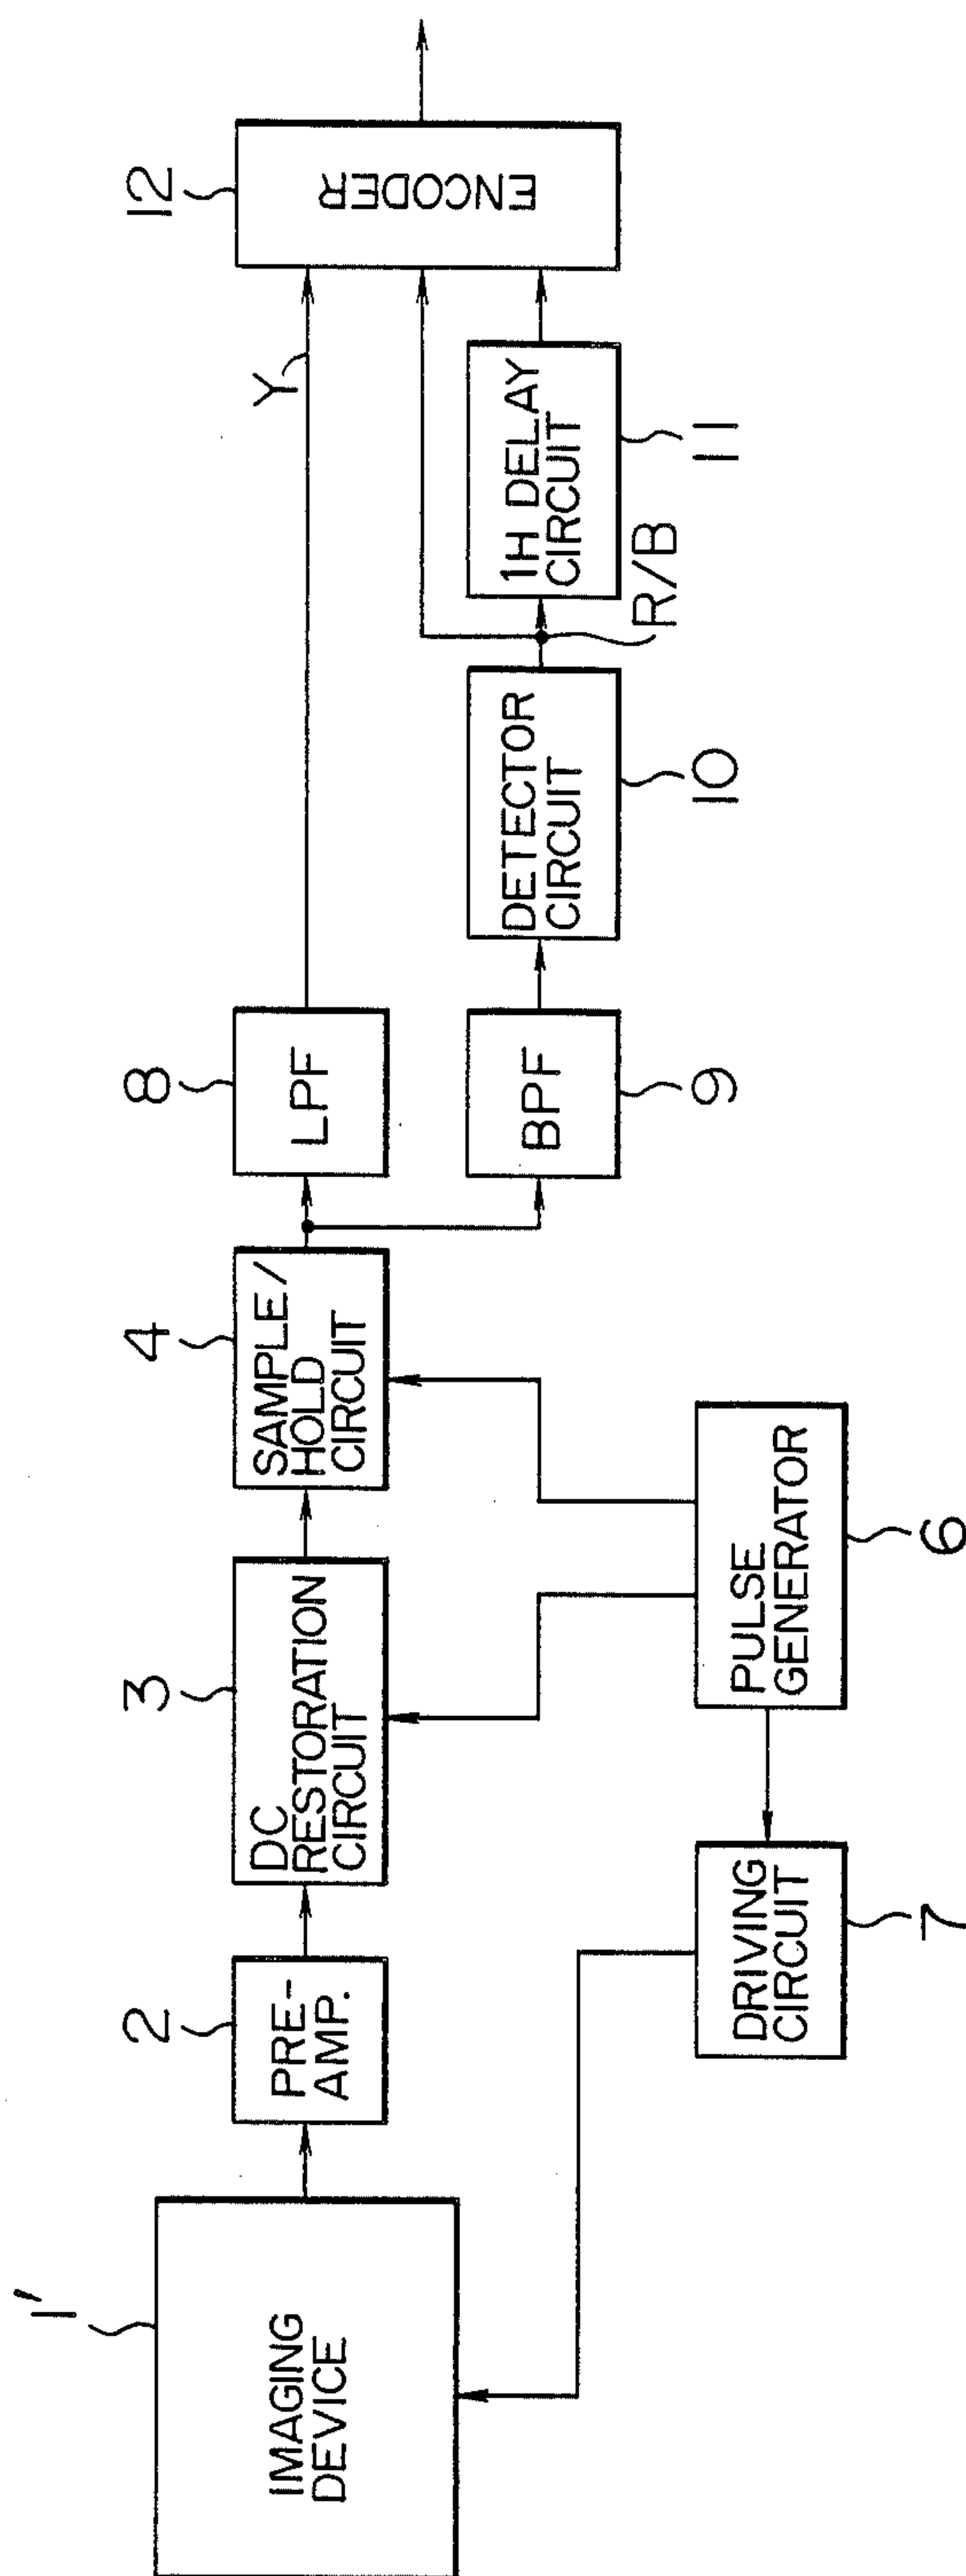 1'
IMAGING
DEVICE
2
PRE-
AMP.
3
DC
RESTORATION
CIRCUIT
4
SAMPLE/
HOLD
CIRCUIT
8
LPF
Y
12
ENCODER
9
BPF
10
DETECTOR
CIRCUIT
R/B
11
1H DELAY
CIRCUIT
7
DRIVING
CIRCUIT
6
PULSE
GENERATOR